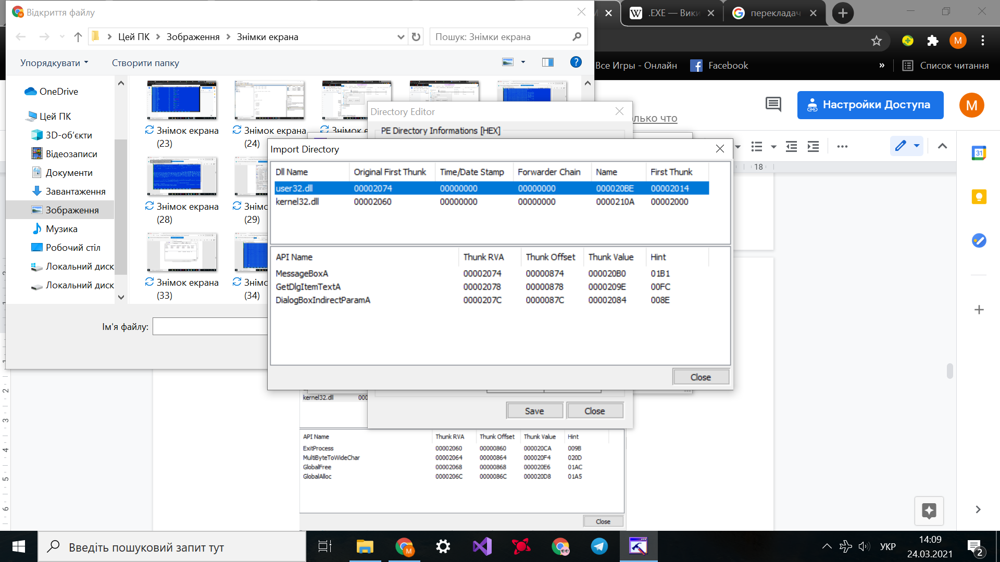 Відкриття файлу
.EXE — Вики
перекладач
Цей ПК
Зображення
Знімки екрана
Пошук: Знімки екрана
M
Упорядкувати
Створити папку
?
Все Игры - Онлайн
Facebook
»
Список читання
OneDrive
Цей ПК
3D-об'єкти
Відеозаписи
Документи
Завантаження
Зображення
Музика
Робочий стіл
Локальний диск
Локальний диск
Знімок екрана
(23)
Знімок екрана
(24)
Знімок е
Знімок екрана
(28)
Знімок
(29)
Знімок екрана
(33)
Знімо
(34)
Ім'я файлу:
лько что
Настройки Доступа
M
18
31
Directory Editor
PE Directory Informations [HEX]
Import Directory
Dll Name Original First Thunk Time/Date Stamp Forwarder Chain Name First Thunk
user32.dll 00002074 00000000 00000000 000020BE 00002014
kernel32.dll 00002060 00000000 00000000 0000210A 00002000
API Name Thunk RVA Thunk Offset Thunk Value Hint
MessageBoxA 00002074 00000874 000020B0 01B1
GetDlgItemTextA 00002078 00000878 0000209E 00FC
DialogBoxIndirectParamA 0000207C 0000087C 00002084 008E
Close
kernel32.dll 000
Save
Close
API Name Thunk RVA Thunk Offset Thunk Value Hint
ExitProcess 00002060 00000860 000020CA 009B
MultiByteToWideChar 00002064 00000864 000020F4 020D
GlobalFree 00002068 00000868 000020E6 01AC
GlobalAlloc 0000206C 0000086C 000020D8 01A5
Close
2
3
4
5
6
Введіть пошуковий запит тут
M
УКР
14:09
24.03.2021
2